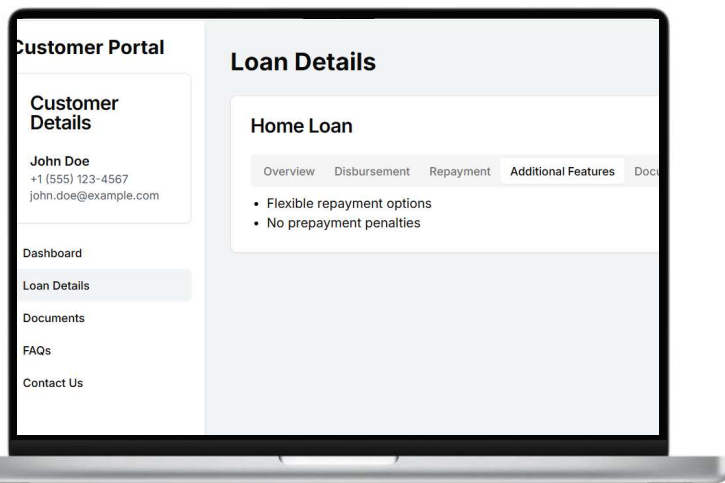 Customer Portal
Customer
Details
John Doe
+1 (555) 123-4567
john.doe@example.com
Dashboard
Loan Details
Documents
FAQs
Contact Us
Loan Details
Home Loan
Overview Disbursement Repayment Additional Features
• Flexible repayment options
• No prepayment penalties